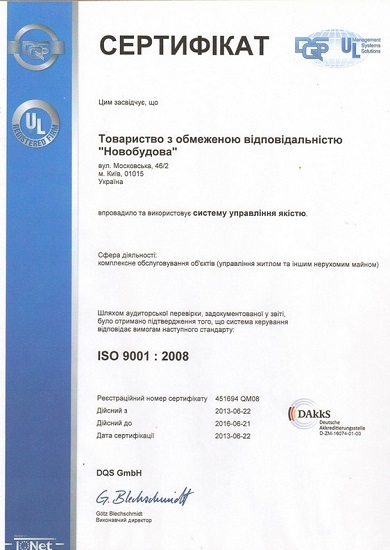 DQS
СЕРТИФІКАТ
DQS
UL
Management
Systems
Solutions
UL
REGISTERED FIRM
Цим засвідчує, що
Товариство з обмеженою відповідальністю
"Новобудова"
вул. Московська, 46/2
м. Київ, 01015
Україна
впровадило та використовує систему управління якістю.
Сфера діяльності:
комплексне обслуговування об'єктів (управління житлом та іншим нерухомим майном)
Шляхом аудиторської перевірки, задокументованої у звіті,
було отримано підтвердження того, що система керування
відповідає вимогам наступного стандарту:
ISO 9001 : 2008
Реєстраційний номер сертифікату 451694 QM08
Дійсний з 2013-06-22
Дійсний до 2016-06-21
Дата сертифікації 2013-06-22
DAkkS
Deutsche
Akkreditierungsstelle
D-ZM-16074-01-00
DQS GmbH
G. Blechschmidt
Götz Blechschmidt
Виконавчий директор
IQNet